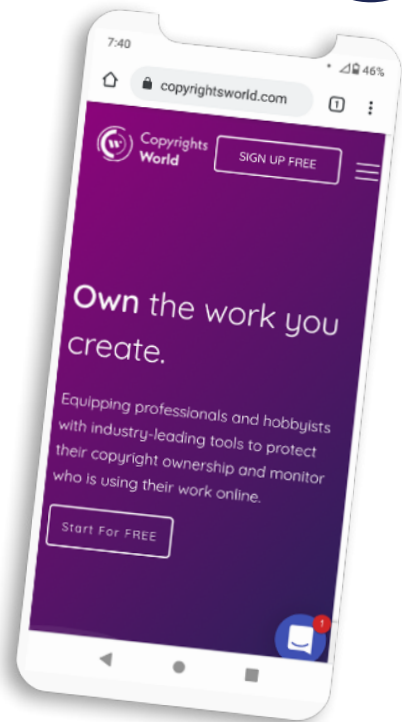 7:40
46%
copyrightsworld.com
1
Copyrights
World
SIGN UP FREE
Own the work you
create.
Equipping professionals and hobbyists
with industry-leading tools to protect
their copyright ownership and monitor
who is using their work online.
Start For FREE
1